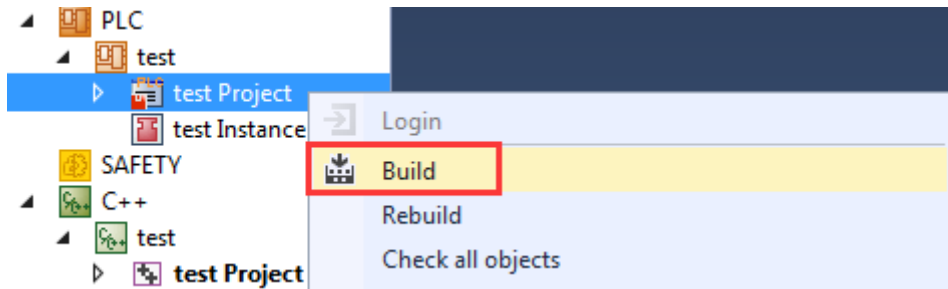 PLC
test
test Project
test Instance
SAFETY
C++
test
test Project
Login
Build
Rebuild
Check all objects